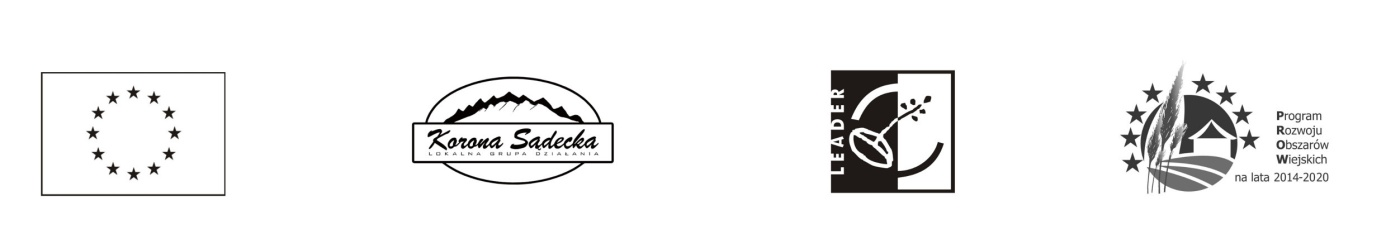 Korona Sądecka
LOKALNA GRUPA DZIAŁANIA
LEADER
Program
Rozwoju
Obszarów
Wiejskich
na lata 2014-2020